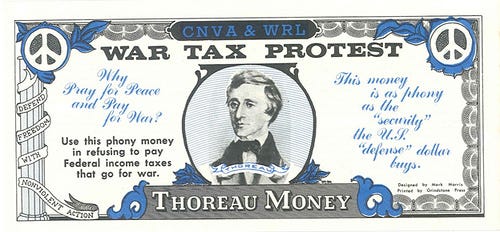 CNVA & WRL
WAR TAX PROTEST
Why
Pray for Peace
and Pay
for War?
Use this phony money
in refusing to pay
Federal income taxes
that go for war.
DEFEND
FREEDOM
WITH
NONVIOLENT ACTION
THOREAU
This money
is as phony
as the
"security"
the U.S.
"defense" dollar
buys.
Designed by Mark Morris
Printed by Grindstone Press
THOREAU MONEY